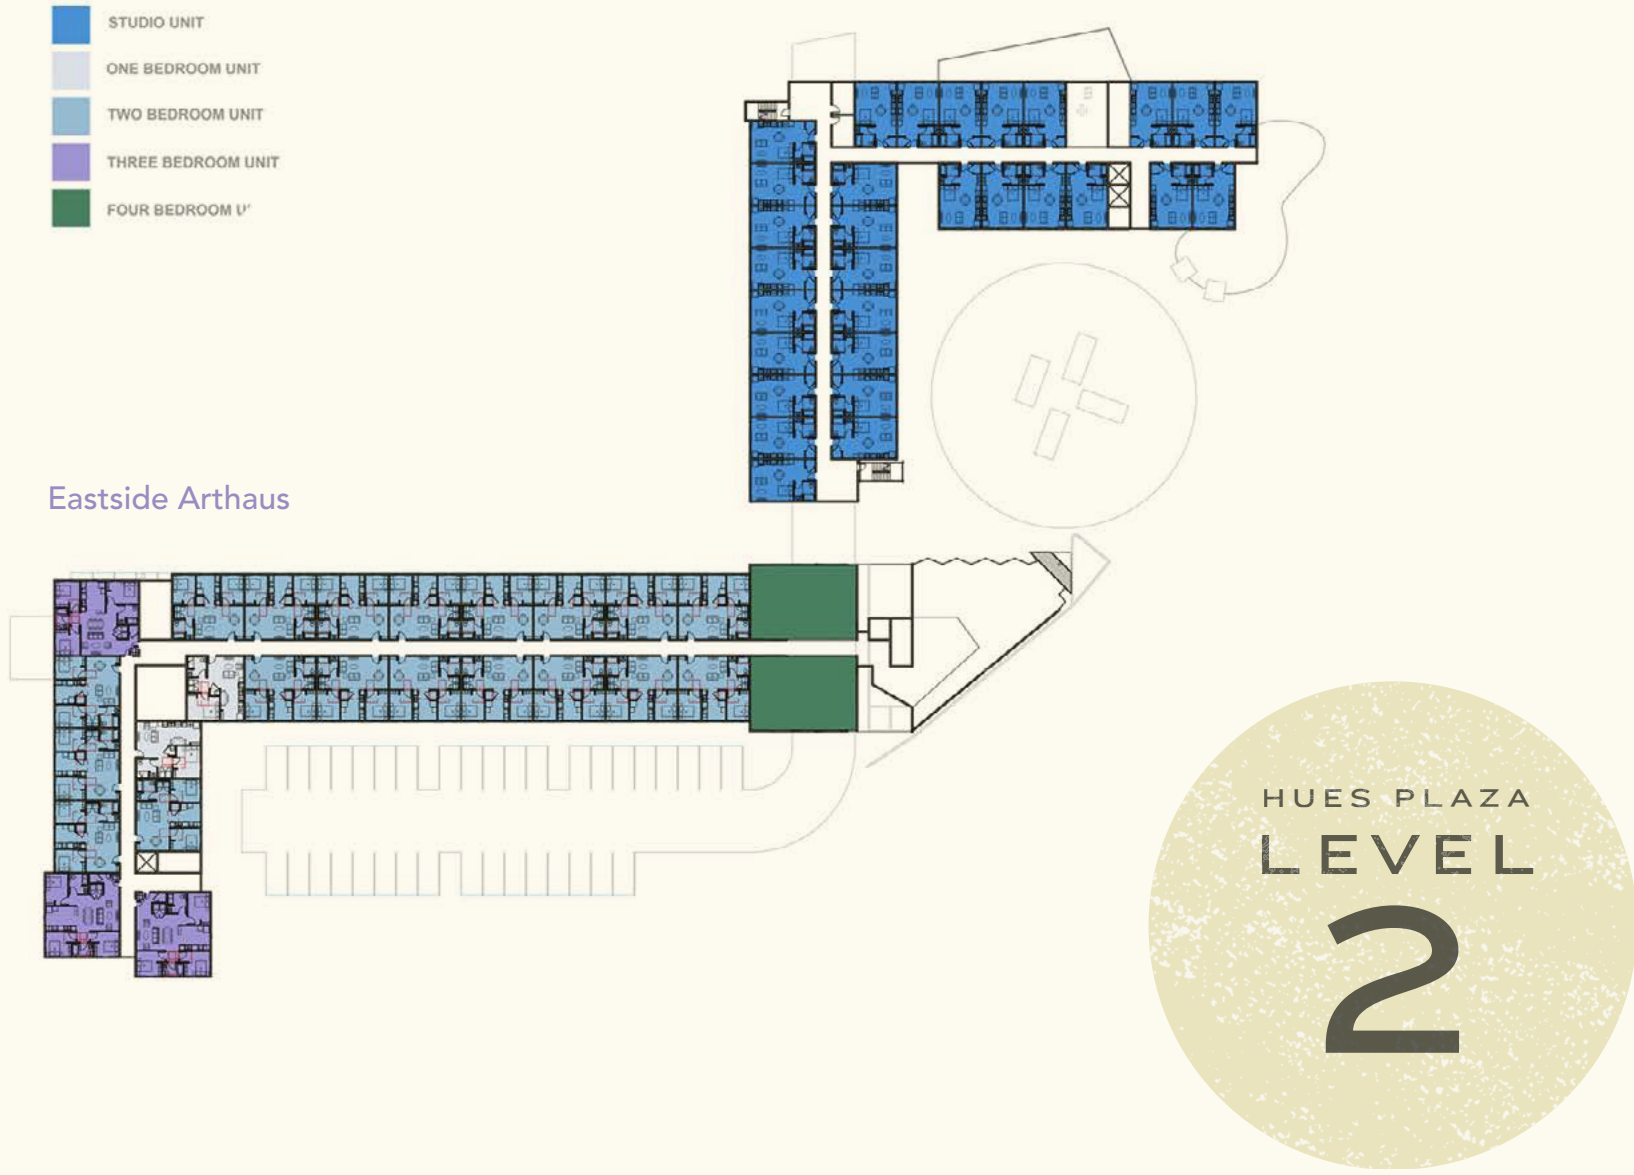 STUDIO UNIT
ONE BEDROOM UNIT
TWO BEDROOM UNIT
THREE BEDROOM UNIT
FOUR BEDROOM
Eastside Arthaus
HUES PLAZA
LEVEL
2